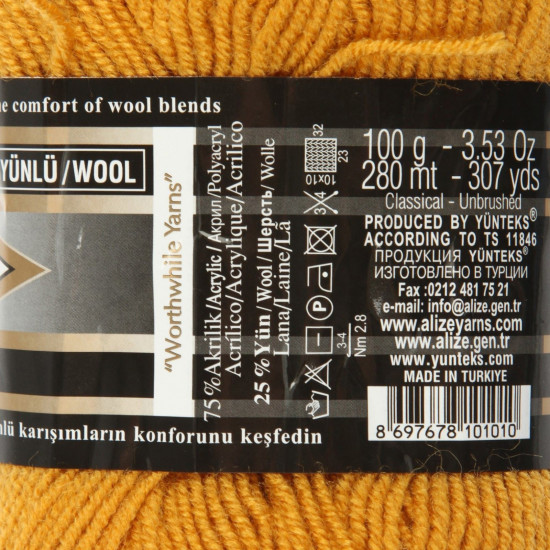 e comfort of wool blends
YÜNLÜ/WOOL
"Worthwhile Yarns"
75%Akrilik/Acrylic/Акрил/Polyacryl
Acrílico/Acrylique/Acrilico
25%Yün/Wool/Шерсть/Wolle
Lana/Laine/Lã
10x10
32
23
3-4
Nm 2.8
100 g - 3.53 Oz
280 mt - 307 yds
Classical - Unbrushed
PRODUCED BY YÜNTEKS®
ACCORDING TO TS 11846
ПРОДУКЦИЯ YÜNTEKS®
ИЗГОТОВЛЕНО В ТУРЦИИ
Fax :0212 481 75 21
e-mail: info@alize.gen.tr
www.alizeyarns.com
www.alize.gen.tr
www.yunteks.com
MADE IN TURKIYE
8 697678 101010
nlü karışımların konforunu keşfedin